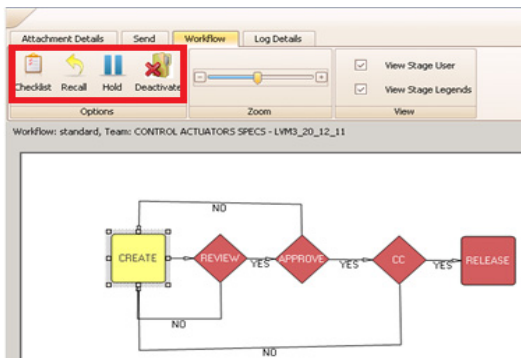 Attachment Details Send Workflow Log Details
Checklist Recall Hold Deactivate
View Stage User
View Stage Legends
Options Zoom View
Workflow: standard, Team: CONTROL ACTUATORS SPECS - LVM3_20_12_11
NO
CREATE REVIEW YES APPROVE YES CC YES RELEASE
NO
NO